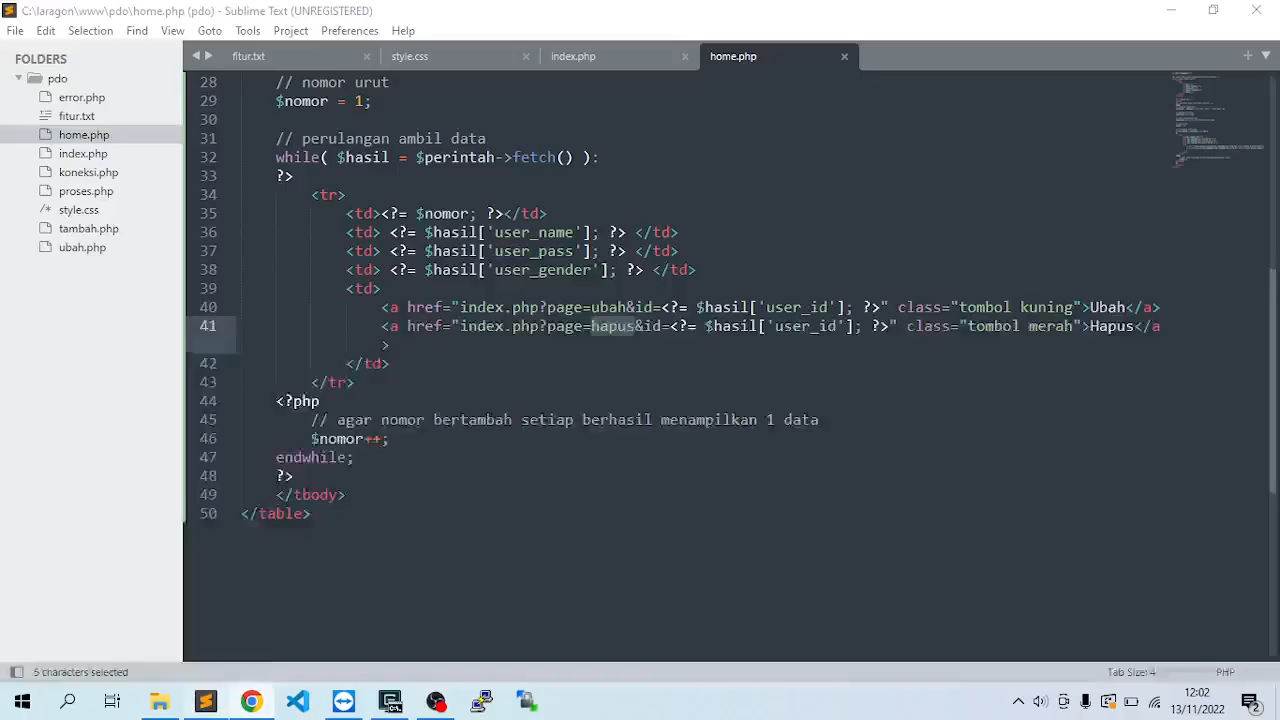 C:\laragon\www\pdo\home.php (pdo) - Sublime Text (UNREGISTERED)
File Edit Selection Find View Goto Tools Project Preferences Help
FOLDERS
pdo
error.php
fitur.txt
home.php
index.php
koneksi.php
proses.php
/* style.css
tambah.php
ubah.php
fitur.txt style.css index.php home.php
28 // nomor urut
29 $nomor = 1;
30
31 // perulangan ambil data
32 while( $hasil = $perintah->fetch() ):
33 ?>
34 <tr>
35 <td><?= $nomor; ?></td>
36 <td> <?= $hasil['user_name']; ?> </td>
37 <td> <?= $hasil['user_pass']; ?> </td>
38 <td> <?= $hasil['user_gender']; ?> </td>
39 <td>
40 <a href="index.php?page=ubah&id=<?= $hasil['user_id']; ?>" class="tombol kuning">Ubah</a>
41 <a href="index.php?page=hapus&id=<?= $hasil['user_id']; ?>" class="tombol merah">Hapus</a
>
42 </td>
43 </tr>
44 <?php
45 // agar nomor bertambah setiap berhasil menampilkan 1 data
46 $nomor++;
47 endwhile;
48 ?>
49 </tbody>
50 </table>
5 characters selected
Tab Size: 4 PHP
12:02
13/11/2022
2